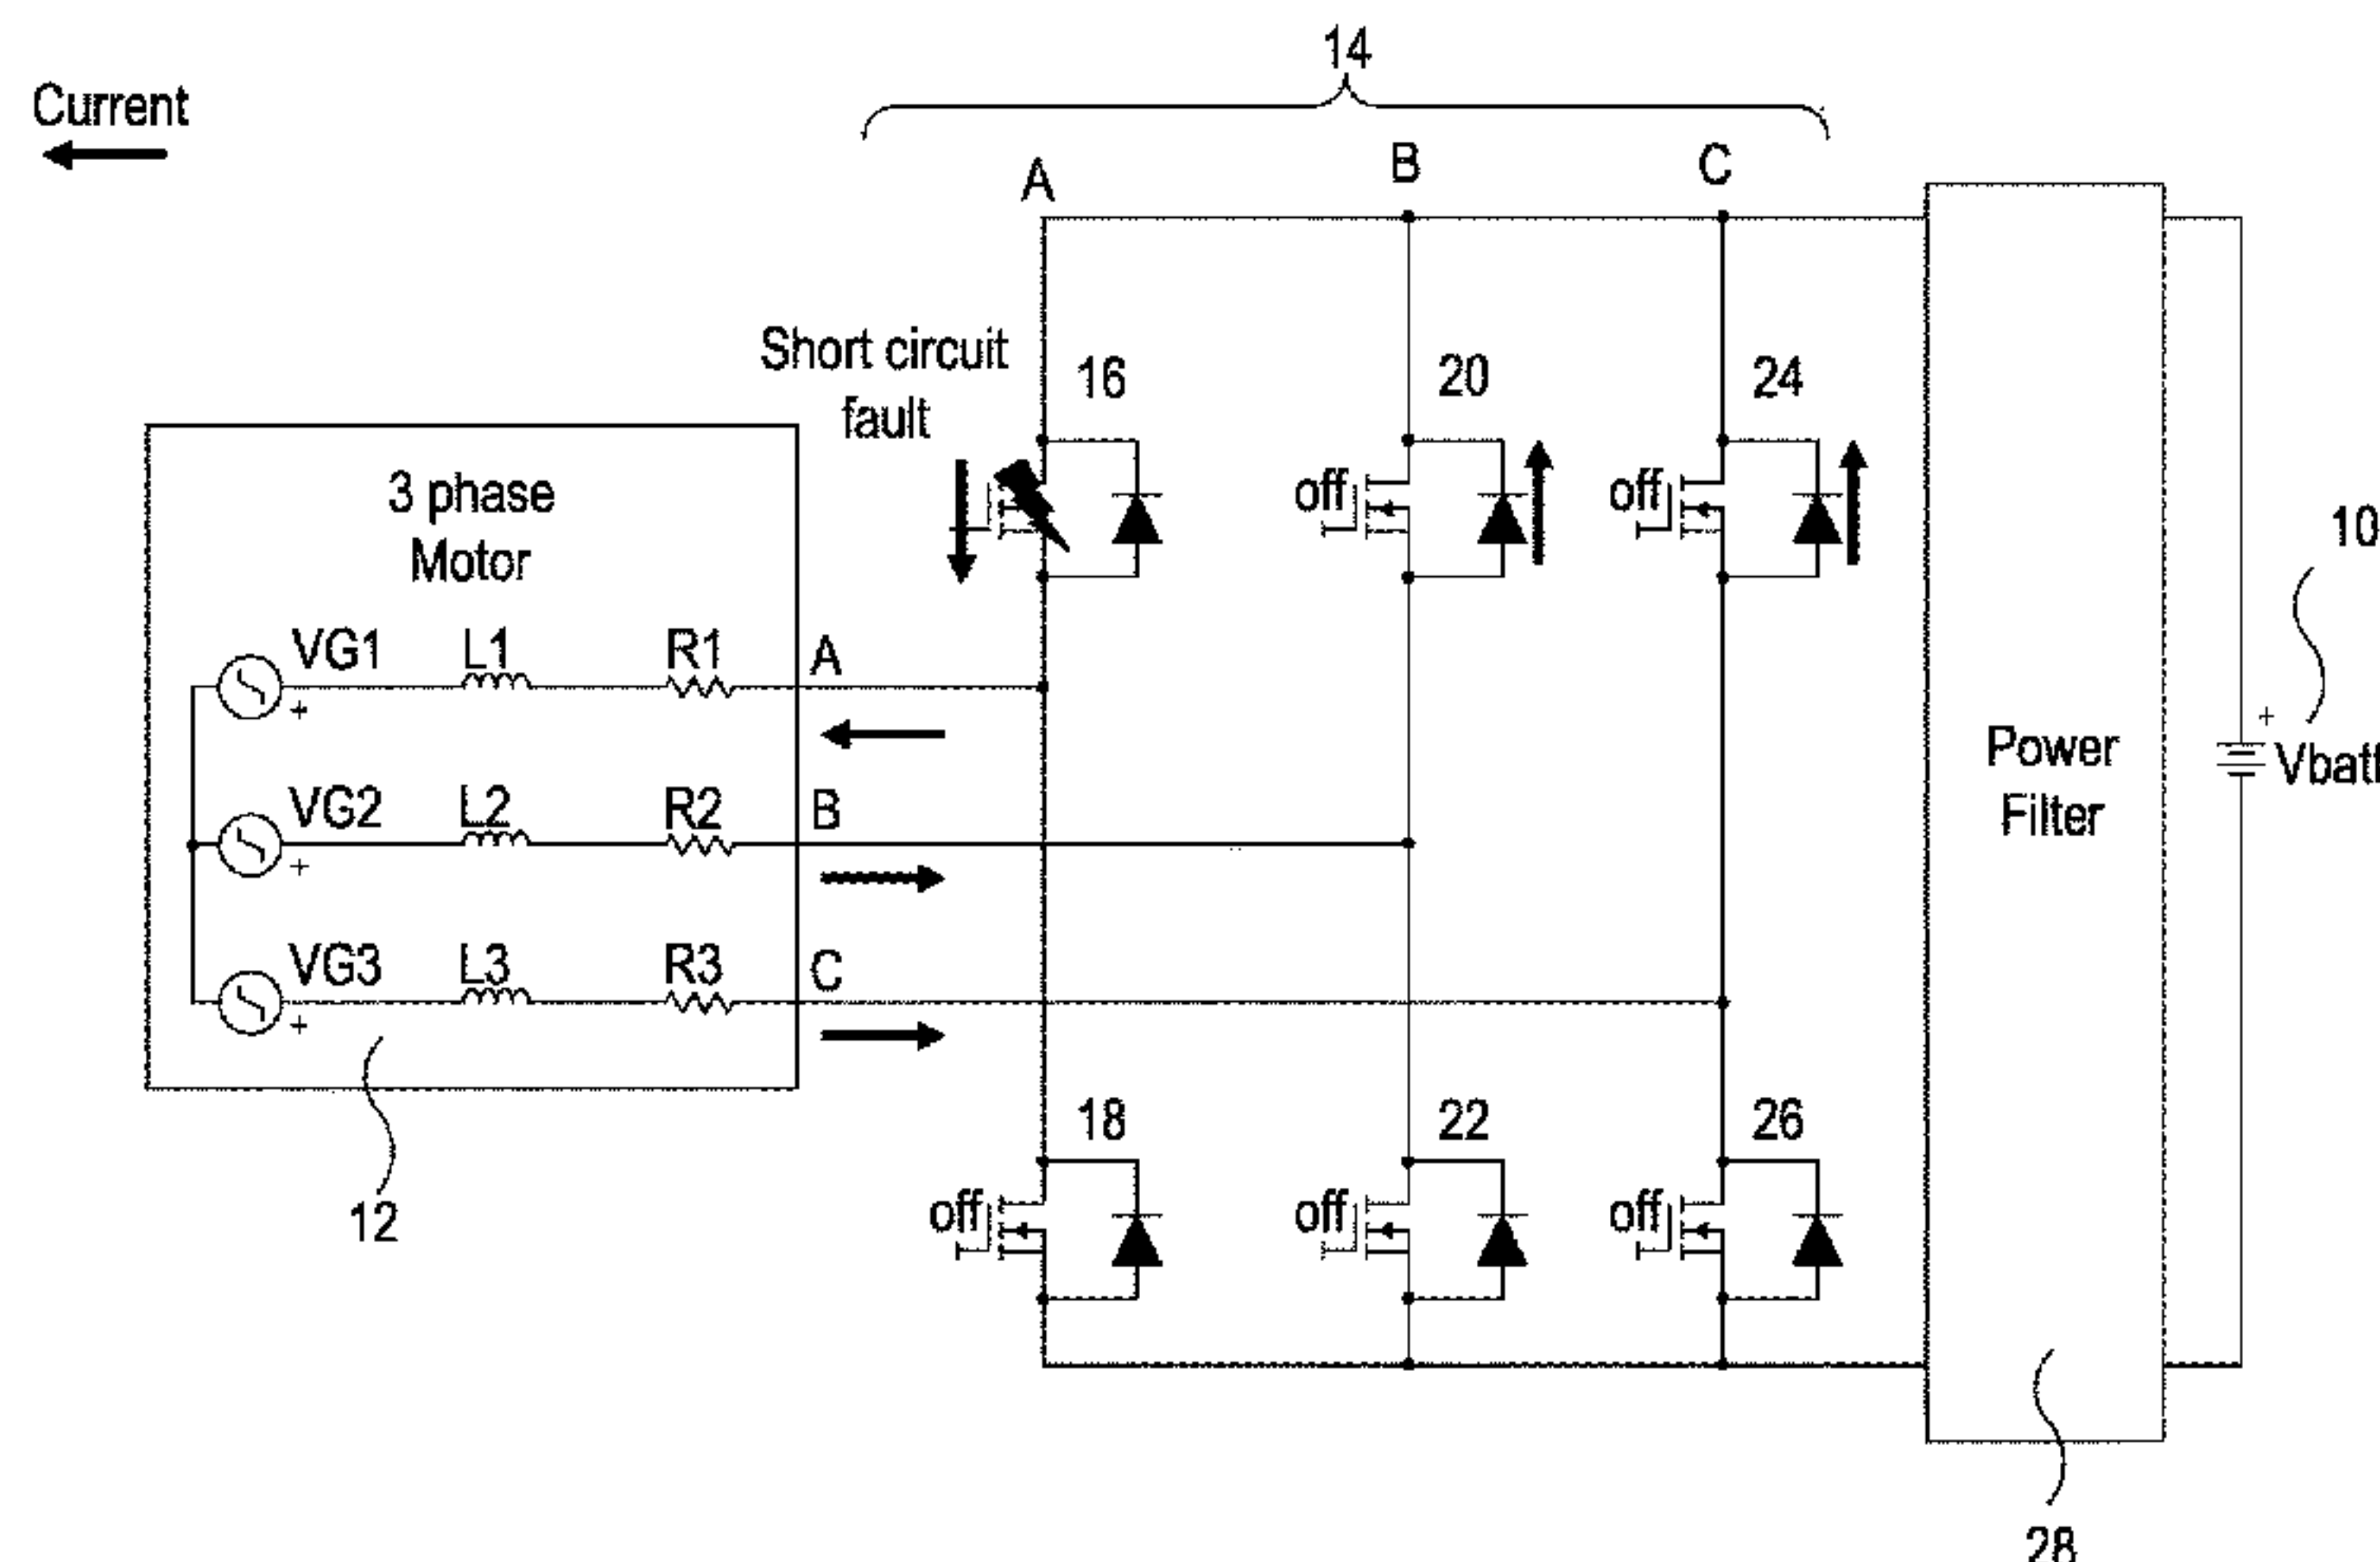 14
Current
A
B
C
Short circuit
fault
16
20
24
3 phase
Motor
off
off
10
VG1
L1
R1
A
+
+
Power
Filter
Vbatt
VG2
L2
R2
B
+
VG3
L3
R3
C
+
18
22
26
12
off
off
off
28